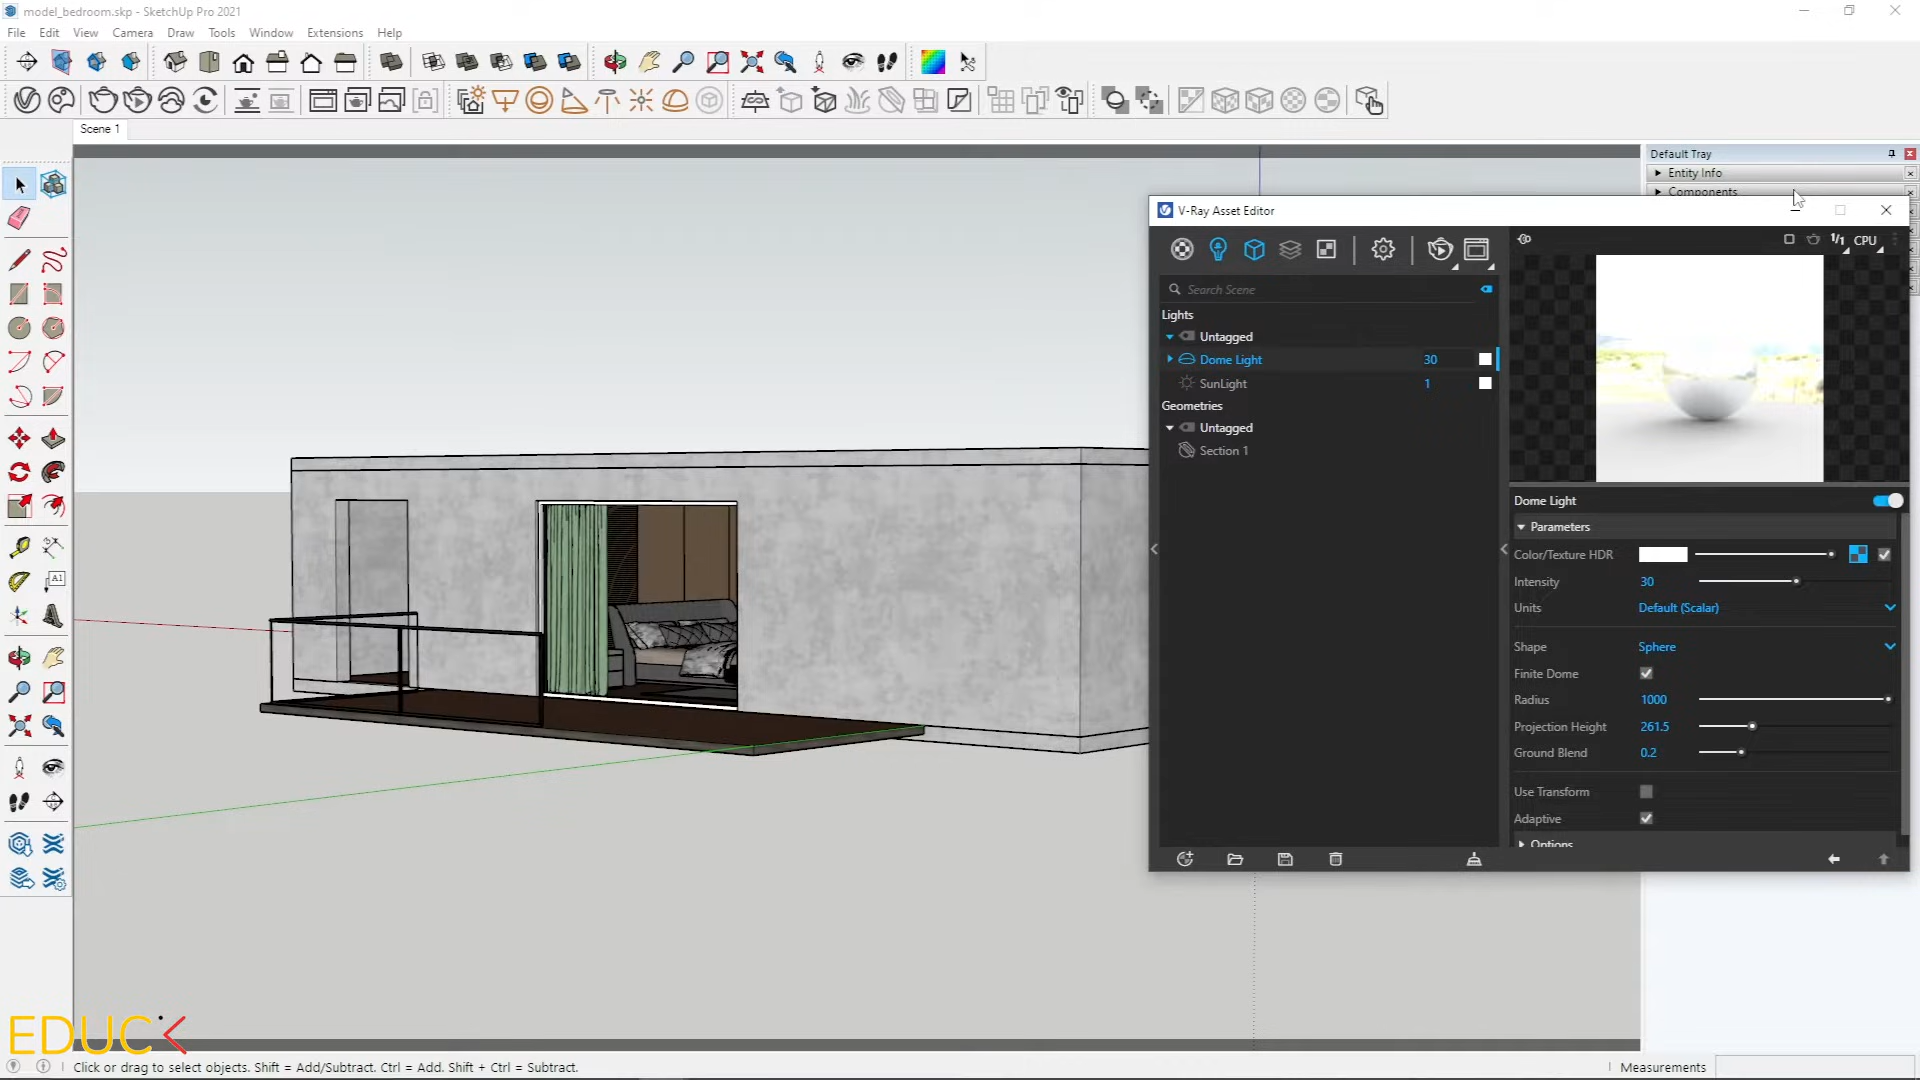 model_bedroom.skp - SketchUp Pro 2021
File Edit View Camera Draw Tools Window Extensions Help
Scene 1
Default Tray
Entity Info
Components
V-Ray Asset Editor
1/1 CPU
Search Scene
Lights
Untagged
Dome Light 30
SunLight 1
Geometries
Untagged
Section 1
Dome Light
Parameters
Color/Texture HDR
Intensity 30
Units Default (Scalar)
Shape Sphere
Finite Dome
Radius 1000
Projection Height 261.5
Ground Blend 0.2
Use Transform
Adaptive
Options
A1
EDUC
Click or drag to select objects. Shift = Add/Subtract. Ctrl = Add. Shift + Ctrl = Subtract.
Measurements